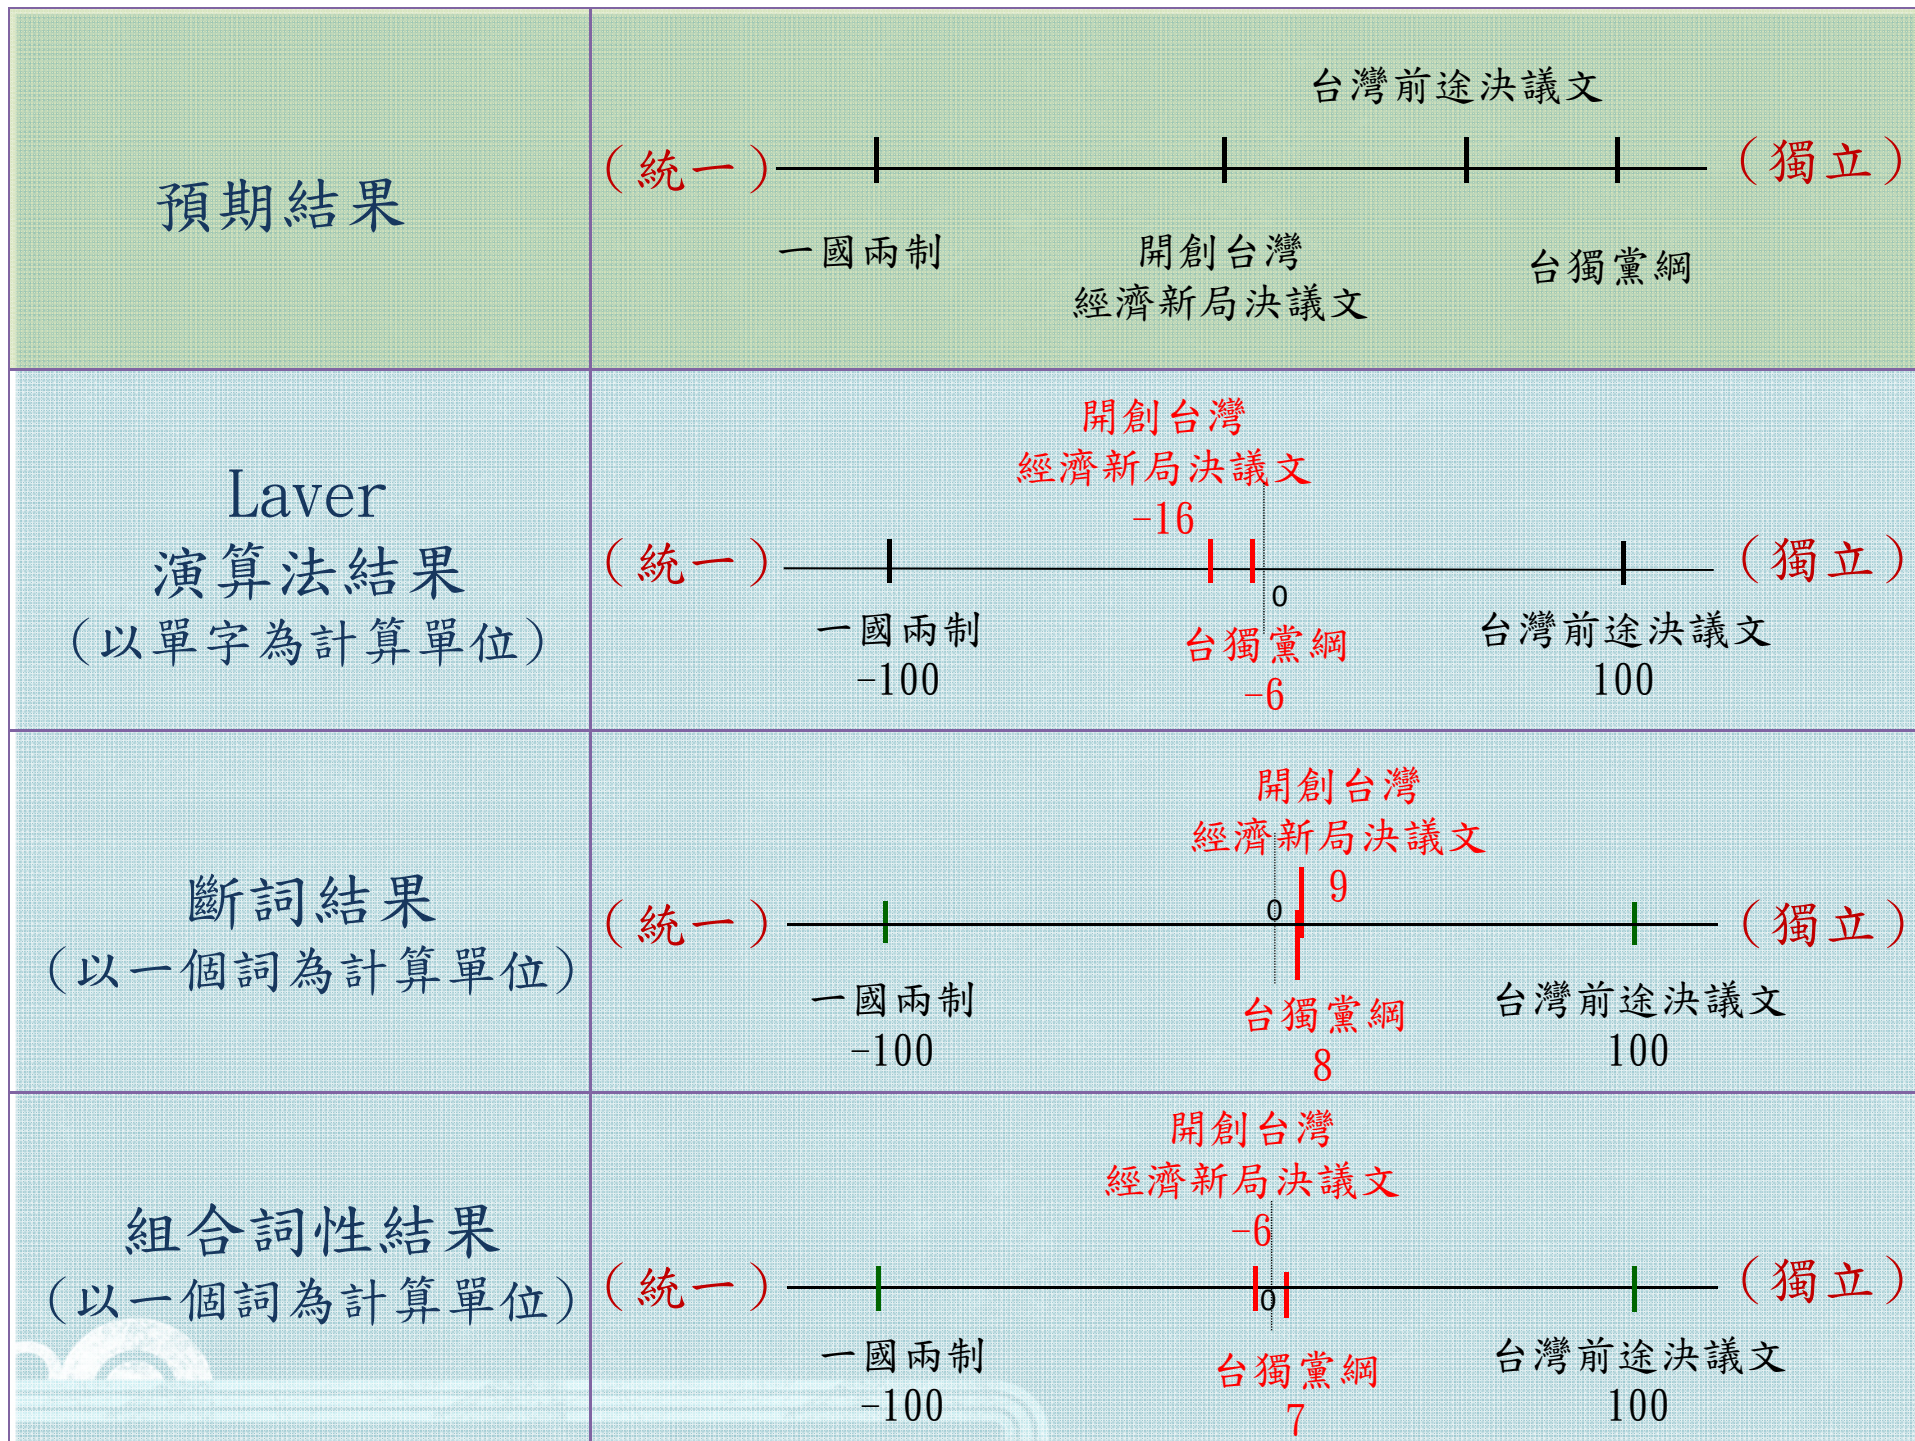 預期結果
台灣前途決議文
（統一）
（獨立）
一國兩制
開創台灣
經濟新局決議文
台獨黨綱
Laver
演算法結果
（以單字為計算單位）
開創台灣
經濟新局決議文
-16
（統一）
（獨立）
0
一國兩制
-100
台獨黨綱
-6
台灣前途決議文
100
斷詞結果
（以一個詞為計算單位）
開創台灣
經濟新局決議文
9
0
（統一）
（獨立）
一國兩制
-100
台獨黨綱
8
台灣前途決議文
100
組合詞性結果
（以一個詞為計算單位）
開創台灣
經濟新局決議文
-6
（統一）
（獨立）
0
一國兩制
-100
台獨黨綱
7
台灣前途決議文
100